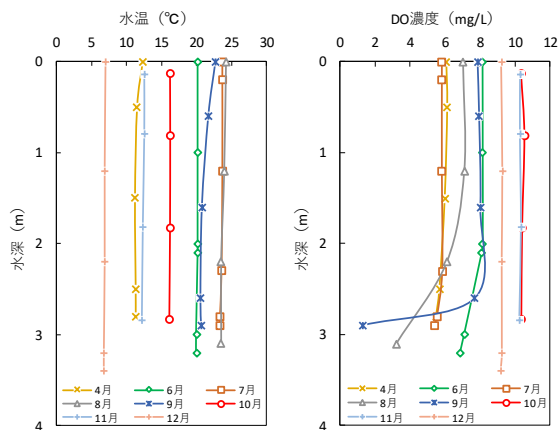 水温（℃）
0 5 10 15 20 25 30
0
1
2
3
4
水深（m）
4月 6月 7月
8月 9月 10月
11月 12月
DO濃度（mg/L）
0 2 4 6 8 10 12
0
1
2
3
4
水深（m）
4月 6月 7月
8月 9月 10月
11月 12月